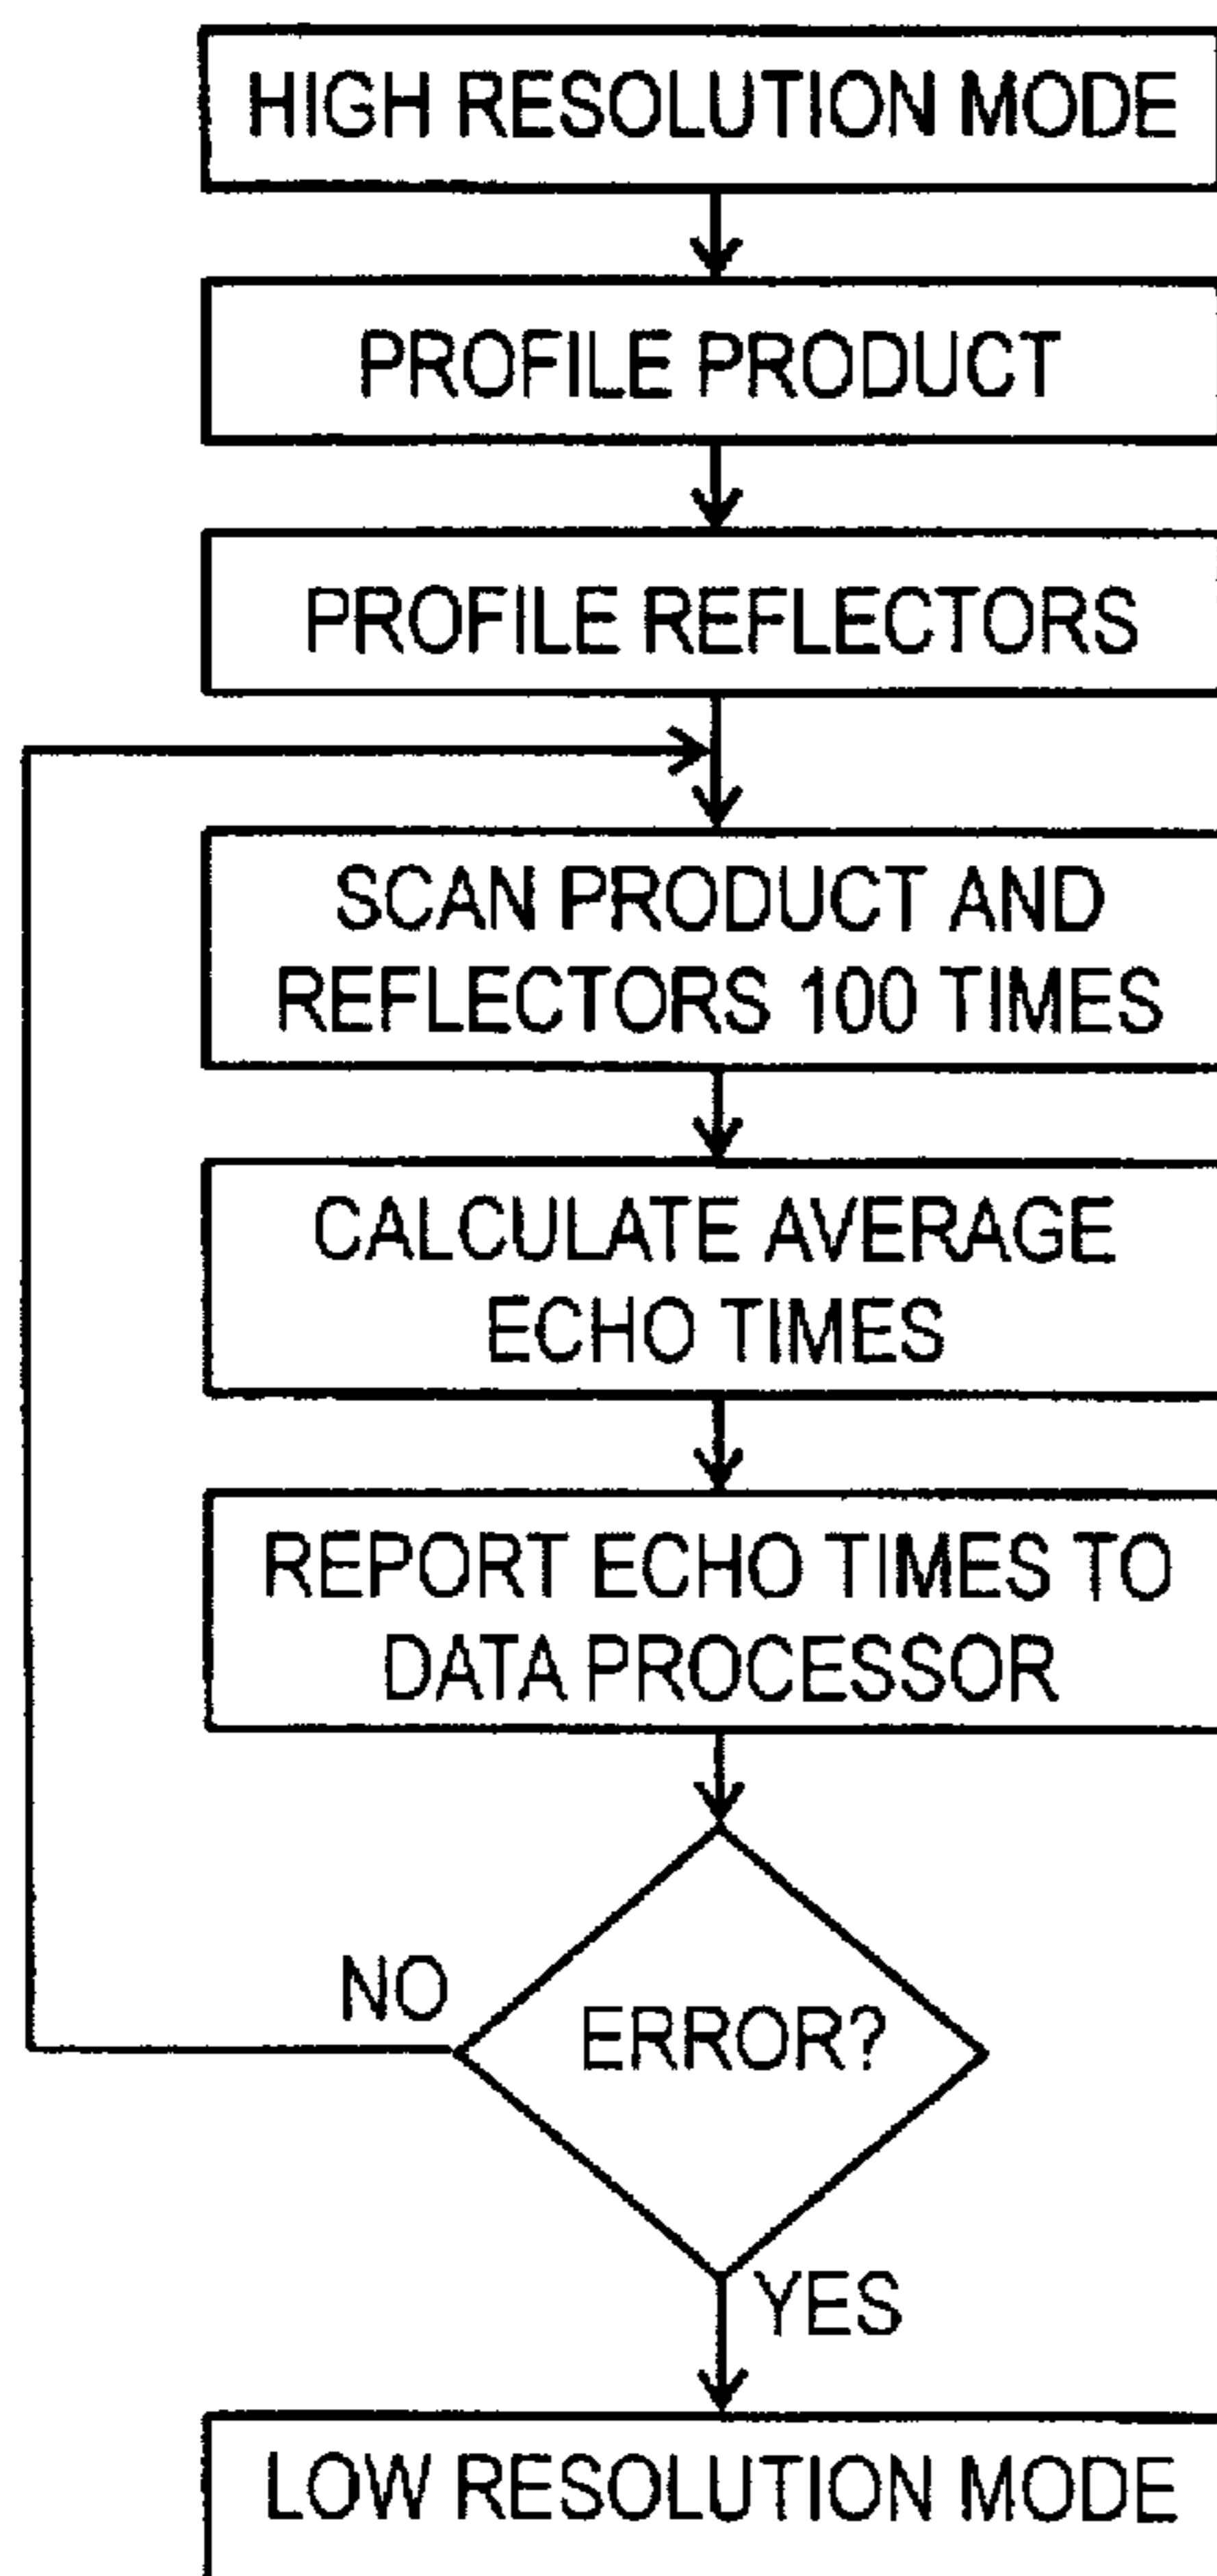 HIGH RESOLUTION MODE
PROFILE PRODUCT
PROFILE REFLECTORS
SCAN PRODUCT AND
REFLECTORS 100 TIMES
CALCULATE AVERAGE
ECHO TIMES
REPORT ECHO TIMES TO
DATA PROCESSOR
NO
ERROR?
YES
LOW RESOLUTION MODE